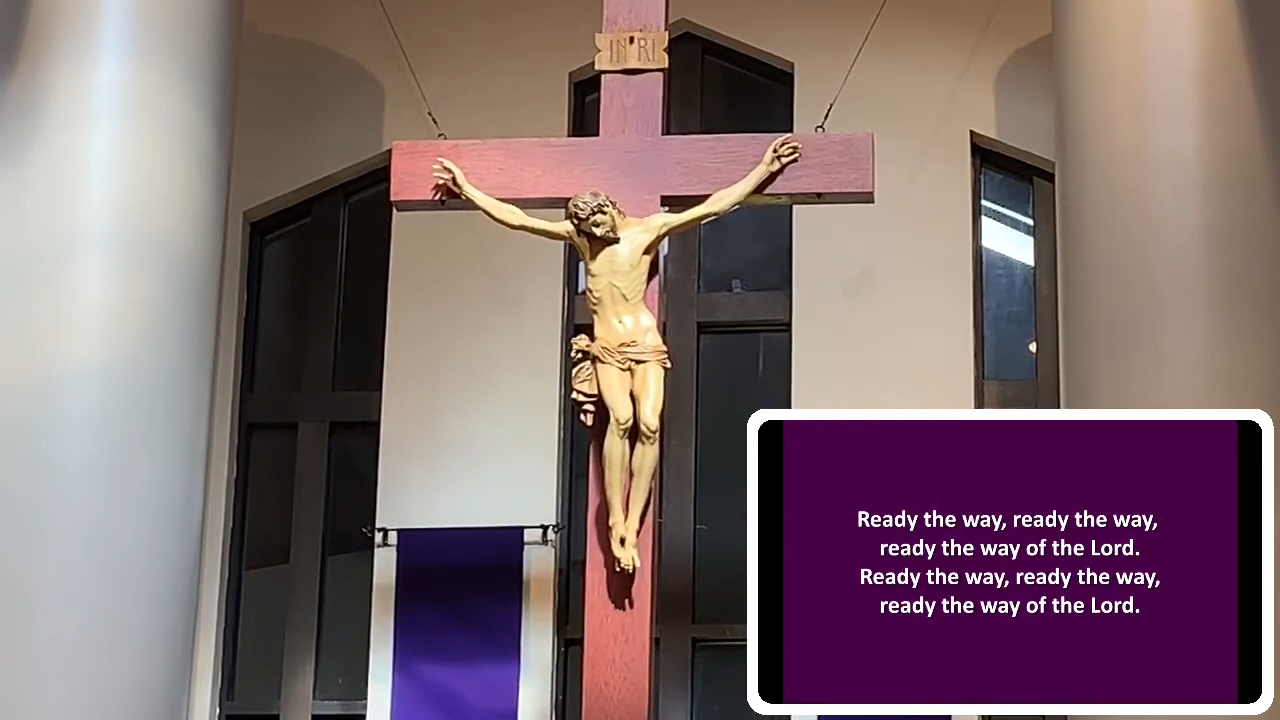 INRI
Ready the way, ready the way,
ready the way of the Lord.
Ready the way, ready the way,
ready the way of the Lord.